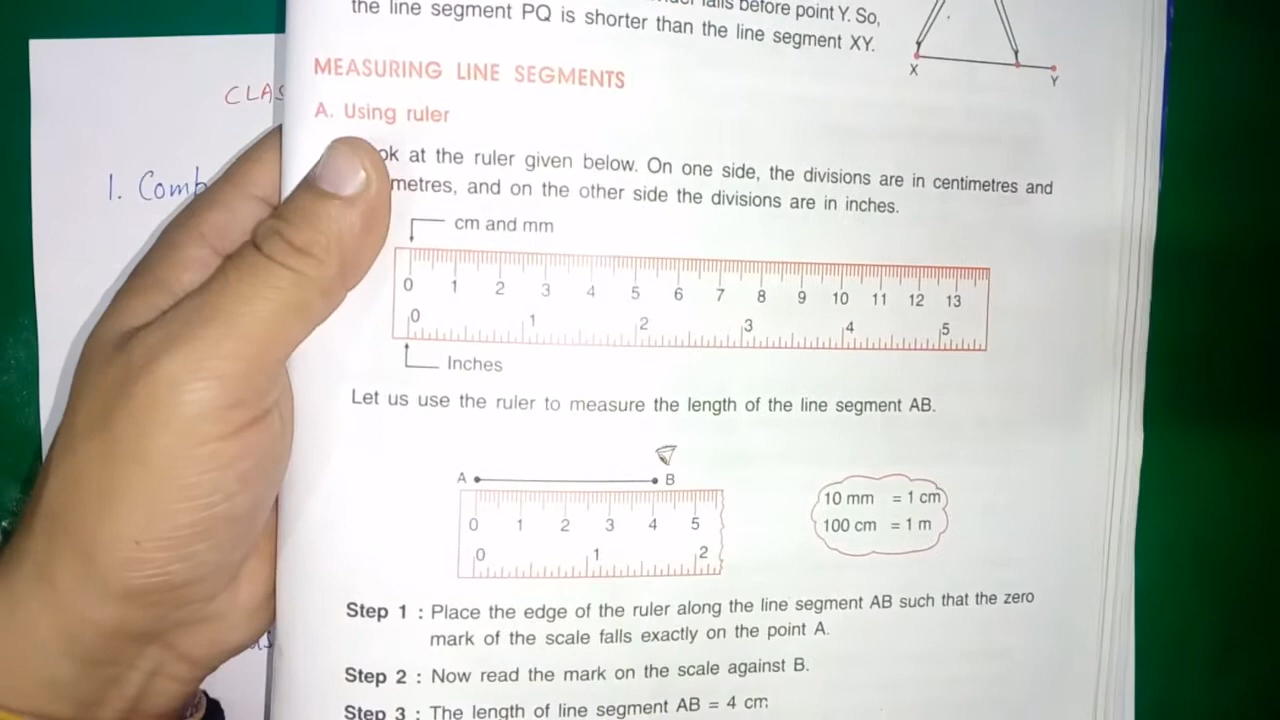 falls before point Y. So,
the line segment PQ is shorter than the line segment XY.
X
Y
MEASURING LINE SEGMENTS
CLAS
A. Using ruler
1. Comb
ok at the ruler given below. On one side, the divisions are in centimetres and
metres, and on the other side the divisions are in inches.
cm and mm
0 1 2 3 4 5 6 7 8 9 10 11 12 13
0 1 2 3 4 5
Inches
Let us use the ruler to measure the length of the line segment AB.
A B
0 1 2 3 4 5
0 1 2
10 mm = 1 cm
100 cm = 1 m
Step 1 : Place the edge of the ruler along the line segment AB such that the zero
mark of the scale falls exactly on the point A.
Step 2 : Now read the mark on the scale against B.
Step 3 : The length of line segment AB = 4 cm